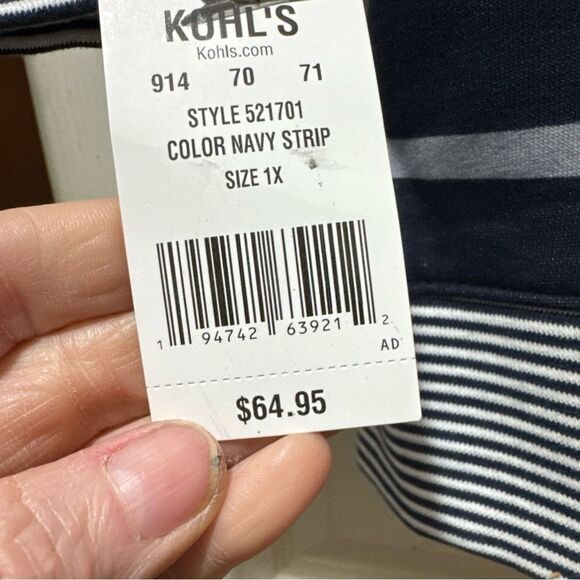 KOHL'S
Kohls.com
914 70 71
STYLE 521701
COLOR NAVY STRIP
SIZE 1X
1 94742 63921 2
AD
$64.95